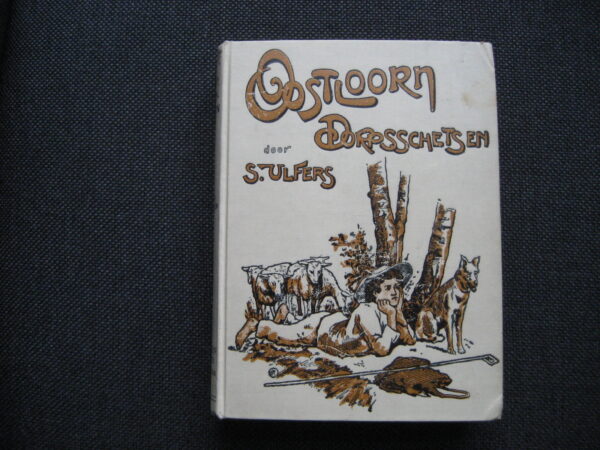 Oostloorn
Dorpsschetsen
door
S. Ulfers